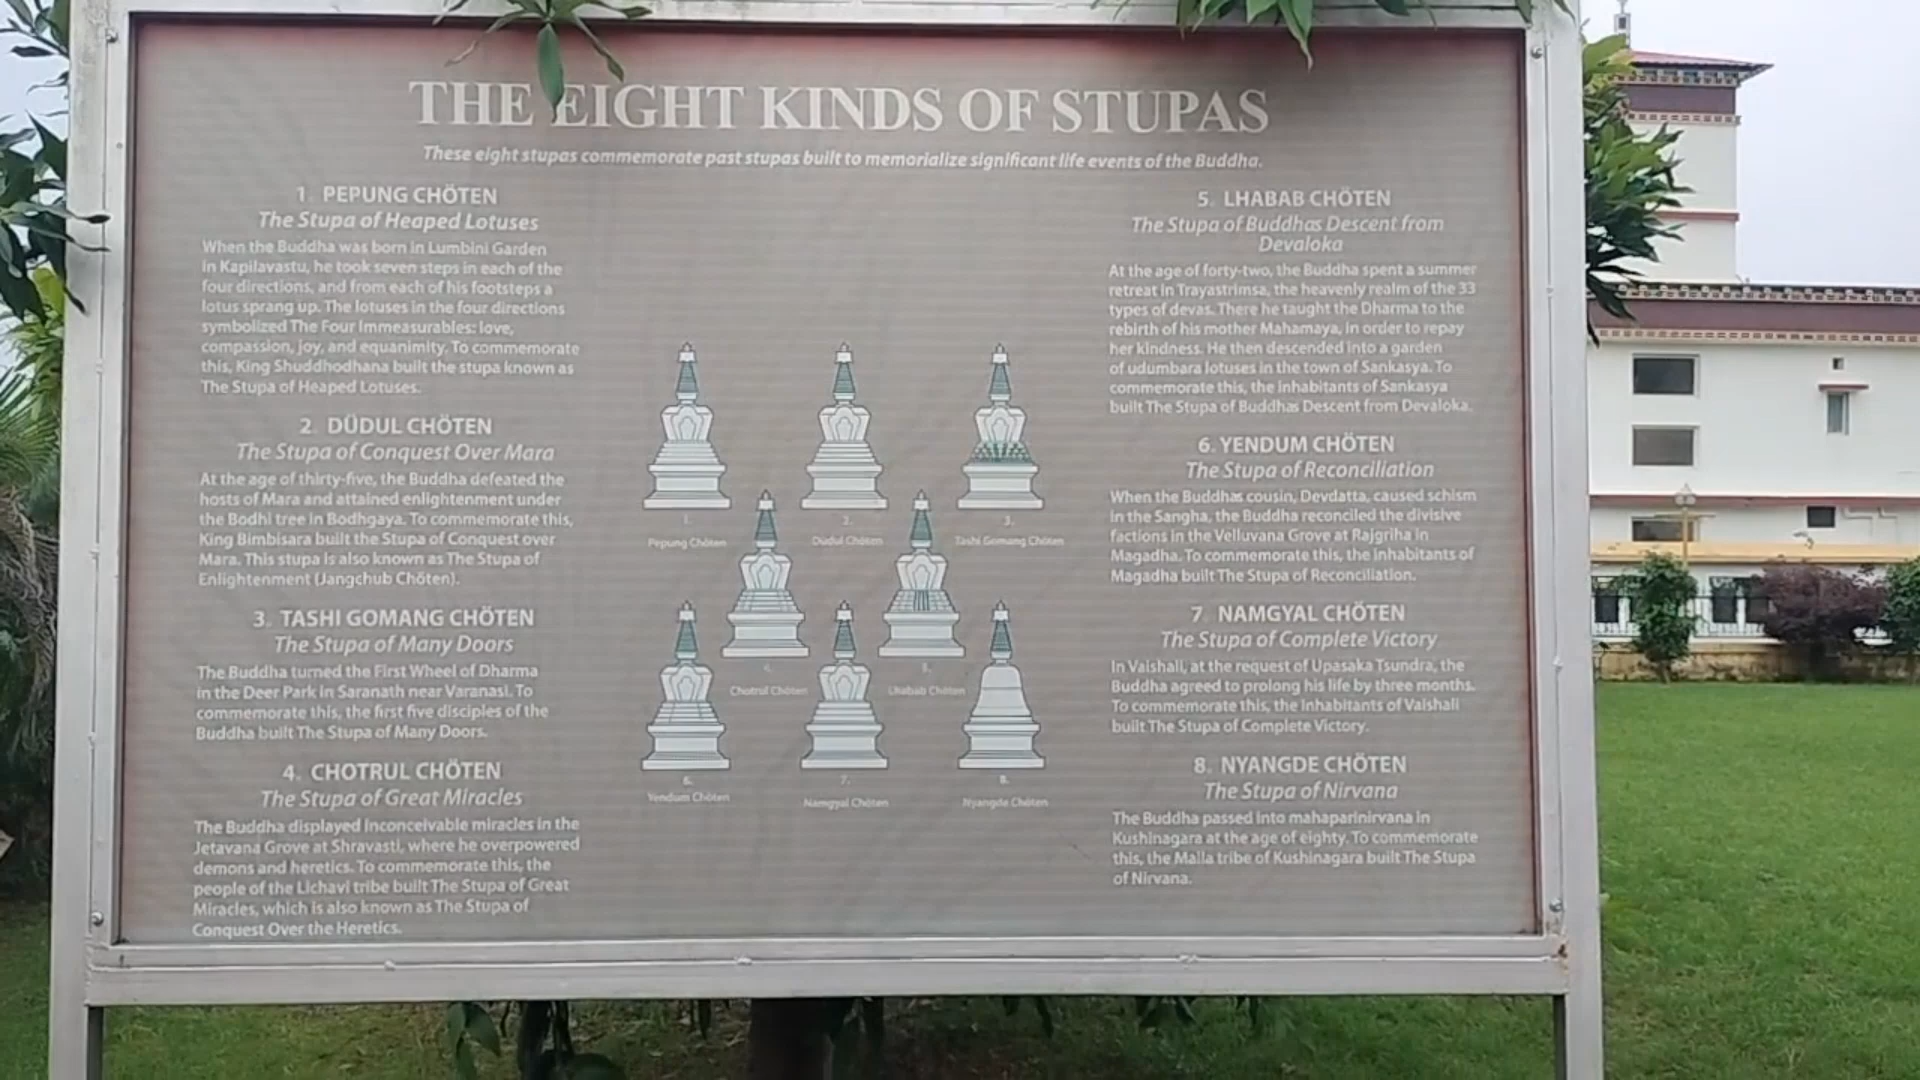 THE EIGHT KINDS OF STUPAS
These eight stupas commemorate past stupas built to memorialize significant life events of the Buddha.
1. PEPUNG CHÖTEN
The Stupa of Heaped Lotuses
When the Buddha was born in Lumbini Garden
in Kapilavastu, he took seven steps in each of the
four directions, and from each of his footsteps a
lotus sprang up. The lotuses in the four directions
symbolized The Four Immeasurables: love,
compassion, joy, and equanimity. To commemorate
this, King Shuddhodhana built the stupa known as
The Stupa of Heaped Lotuses.
2. DÜDUL CHÖTEN
The Stupa of Conquest Over Mara
At the age of thirty-five, the Buddha defeated the
hosts of Mara and attained enlightenment under
the Bodhi tree in Bodhgaya. To commemorate this,
King Bimbisara built the Stupa of Conquest over
Mara. This stupa is also known as The Stupa of
Enlightenment (Jangchub Chöten).
3. TASHI GOMANG CHÖTEN
The Stupa of Many Doors
The Buddha turned the First Wheel of Dharma
in the Deer Park in Saranath near Varanasi. To
commemorate this, the first five disciples of the
Buddha built The Stupa of Many Doors.
4. CHOTRUL CHÖTEN
The Stupa of Great Miracles
The Buddha displayed inconceivable miracles in the
Jetavana Grove at Shravasti, where he overpowered
demons and heretics. To commemorate this, the
people of the Lichavi tribe built The Stupa of Great
Miracles, which is also known as The Stupa of
Conquest Over the Heretics.
1. 2. 3.
Pepung Chöten Düdul Chöten Tashi Gomang Chöten
4. 5.
Chotrul Chöten Lhabab Chöten
6. 7. 8.
Yendum Chöten Namgyal Chöten Nyangde Chöten
5. LHABAB CHÖTEN
The Stupa of Buddhas Descent from
Devaloka
At the age of forty-two, the Buddha spent a summer
retreat in Trayastrimsa, the heavenly realm of the 33
types of devas. There he taught the Dharma to the
rebirth of his mother Mahamaya, in order to repay
her kindness. He then descended into a garden
of udumbara lotuses in the town of Sankasya. To
commemorate this, the inhabitants of Sankasya
built The Stupa of Buddhas Descent from Devaloka.
6. YENDUM CHÖTEN
The Stupa of Reconciliation
When the Buddhas cousin, Devdatta, caused schism
in the Sangha, the Buddha reconciled the divisive
factions in the Velluvana Grove at Rajgriha in
Magadha. To commemorate this, the inhabitants of
Magadha built The Stupa of Reconciliation.
7. NAMGYAL CHÖTEN
The Stupa of Complete Victory
In Vaishali, at the request of Upasaka Tsundra, the
Buddha agreed to prolong his life by three months.
To commemorate this, the inhabitants of Vaishali
built The Stupa of Complete Victory.
8. NYANGDE CHÖTEN
The Stupa of Nirvana
The Buddha passed into mahaparinirvana in
Kushinagara at the age of eighty. To commemorate
this, the Malla tribe of Kushinagara built The Stupa
of Nirvana.